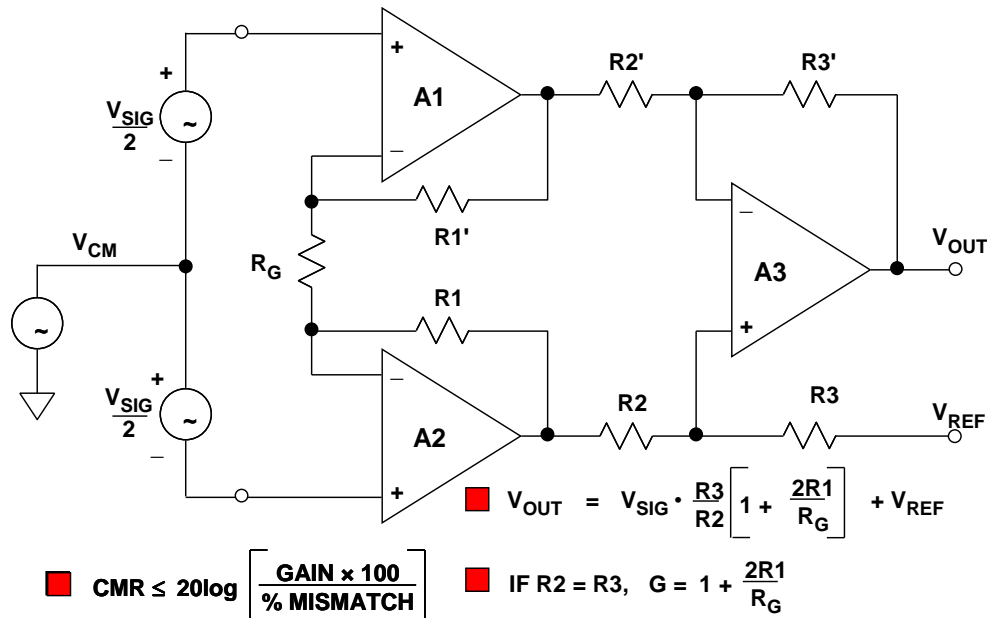 +
V_SIG
2
~
−
V_CM
~
+
V_SIG
2
~
−
+
A1
−
R1'
R_G
R1
−
A2
+
R2'
R3'
−
A3
+
V_OUT
R2
R3
V_REF
V_OUT = V_SIG • R3/R2 [1 + 2R1/R_G] + V_REF
CMR ≤ 20log [GAIN × 100 / % MISMATCH]
IF R2 = R3, G = 1 + 2R1/R_G